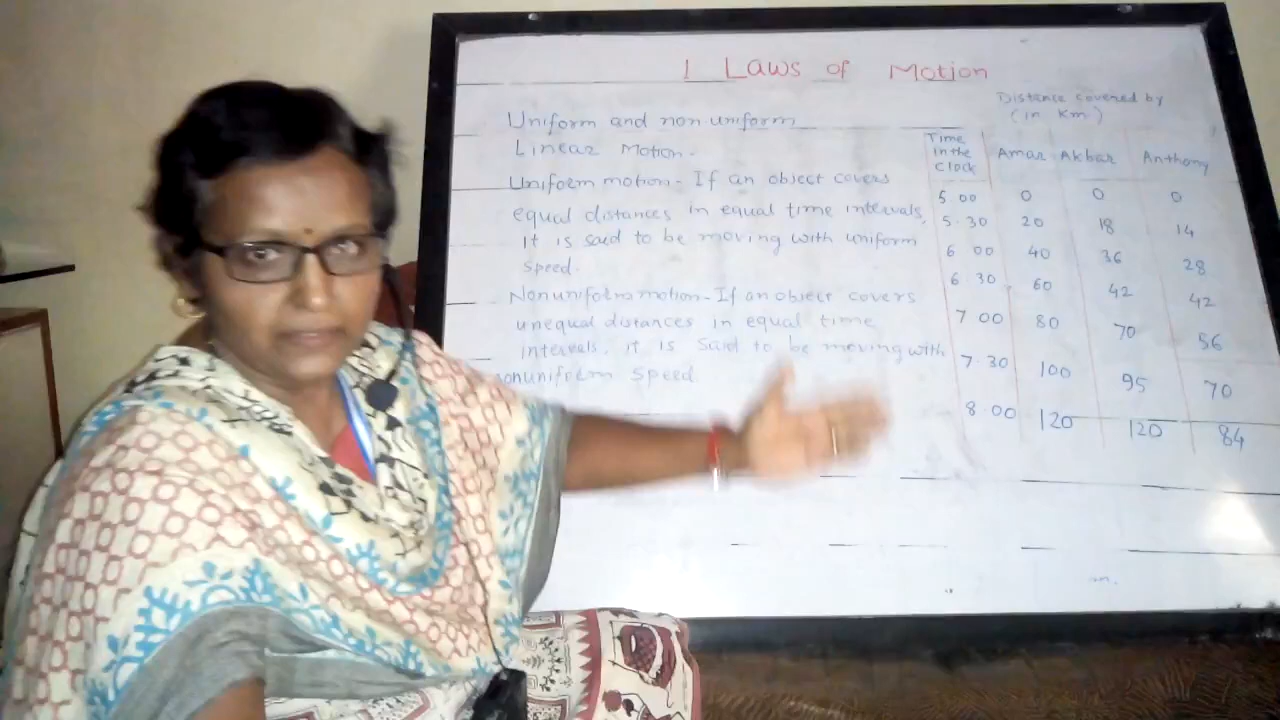 1 Laws of Motion
Uniform and non-uniform
Linear Motion.
Uniform motion - If an object covers
equal distances in equal time intervals,
it is said to be moving with uniform
speed.
Nonuniform motion - If an object covers
unequal distances in equal time
intervals, it is said to be moving with
nonuniform speed.
Distance covered by
(in Km)
Time in the clock Amar Akbar Anthony
5.00 0 0 0
5.30 20 18 14
6 00 40 36 28
6 30 60 42 42
7 00 80 70 56
7.30 100 95 70
8.00 120 120 84